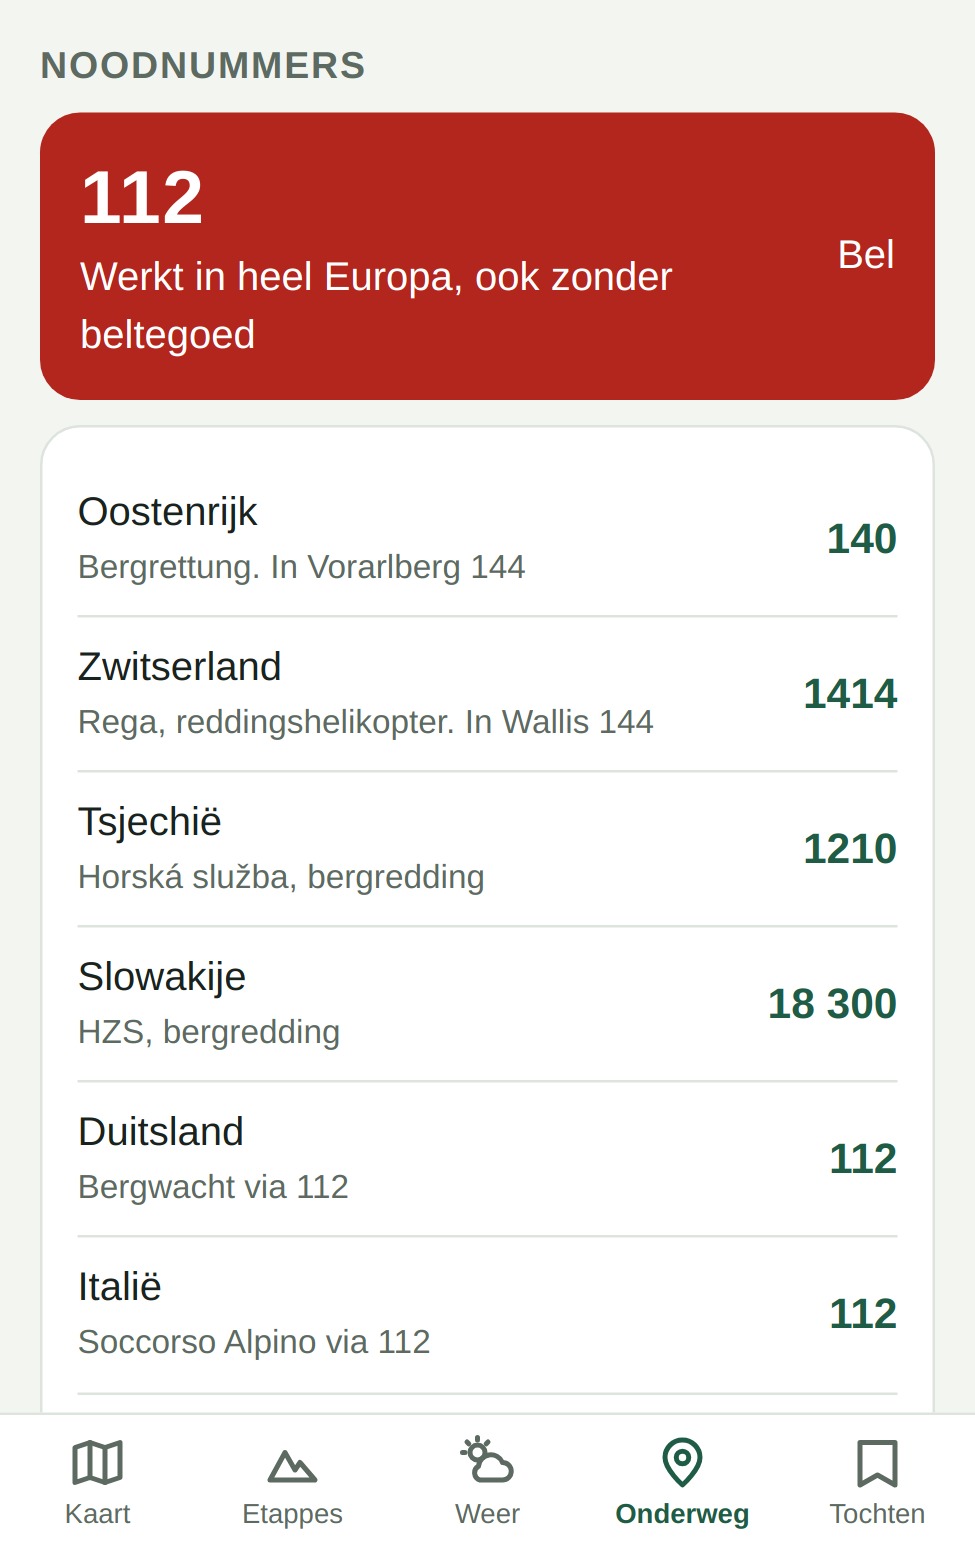 NOODNUMMERS
112
Werkt in heel Europa, ook zonder
beltegoed
Bel
Oostenrijk
Bergrettung. In Vorarlberg 144
140
Zwitserland
Rega, reddingshelikopter. In Wallis 144
1414
Tsjechië
Horská služba, bergredding
1210
Slowakije
HZS, bergredding
18 300
Duitsland
Bergwacht via 112
112
Italië
Soccorso Alpino via 112
112
Kaart
Etappes
Weer
Onderweg
Tochten